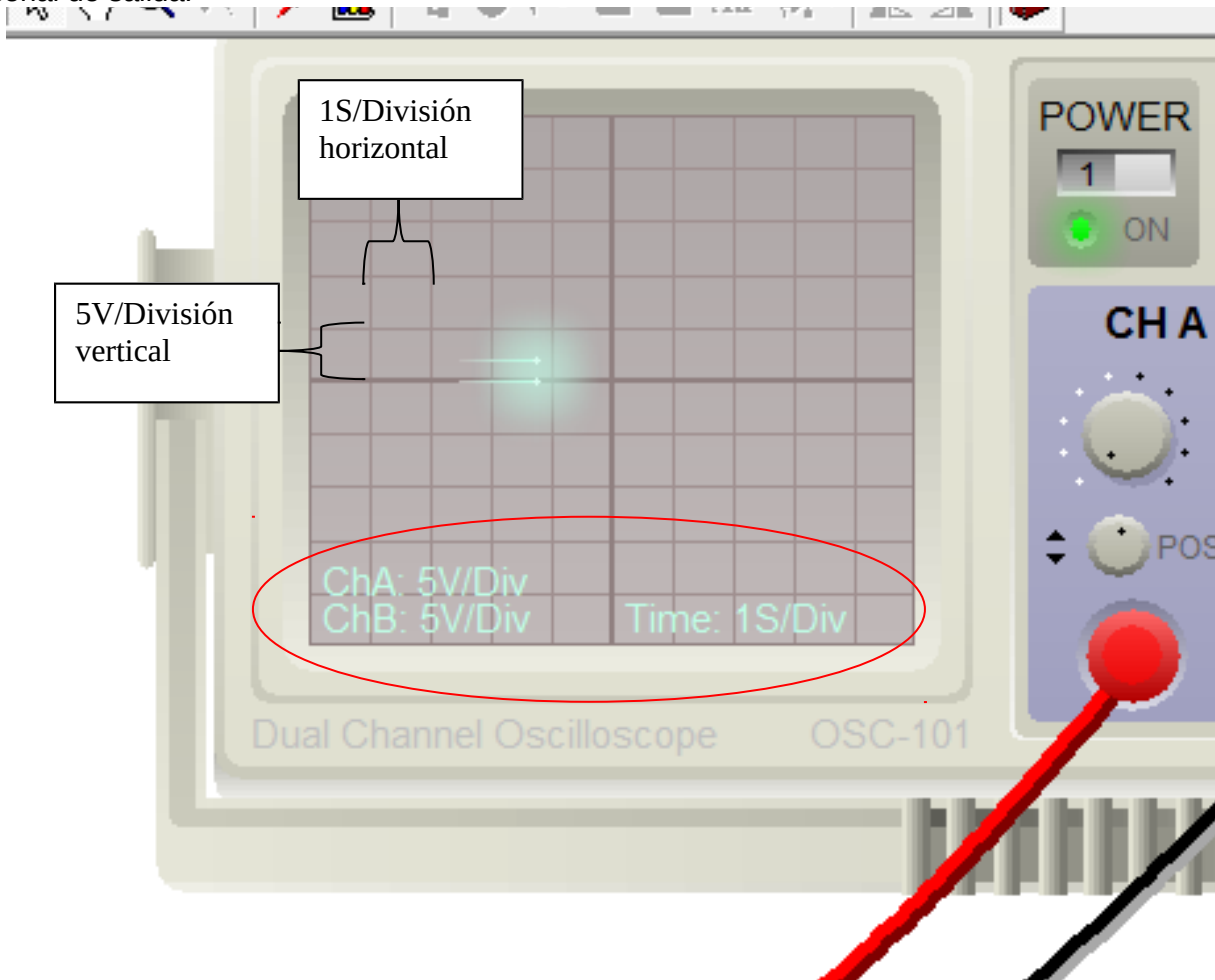 1S/División
horizontal
POWER
1
ON
5V/División
vertical
CH A
POS
ChA: 5V/Div
ChB: 5V/Div
Time: 1S/Div
Dual Channel Oscilloscope
OSC-101